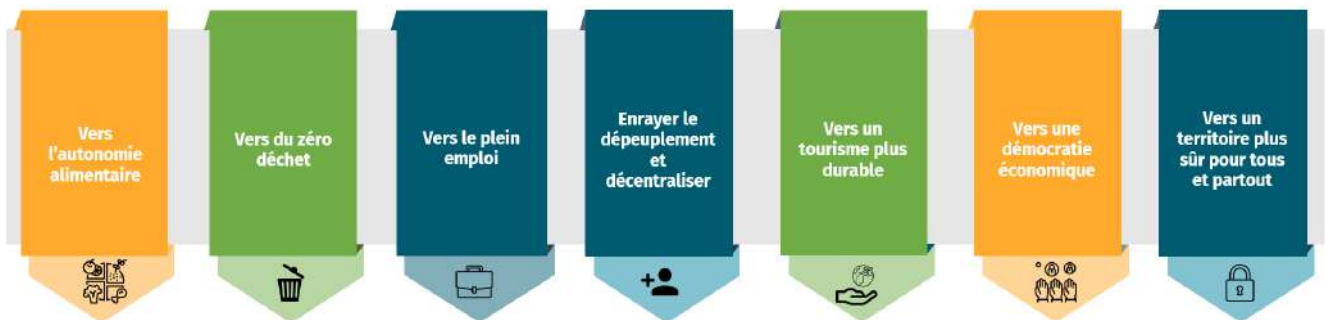 Vers
l'autonomie
alimentaire
Vers du zéro
déchet
Vers le plein
emploi
Enrayer le
dépeuplement
et
décentraliser
Vers un
tourisme plus
durable
Vers une
démocratie
économique
Vers un
territoire plus
sûr pour tous
et partout